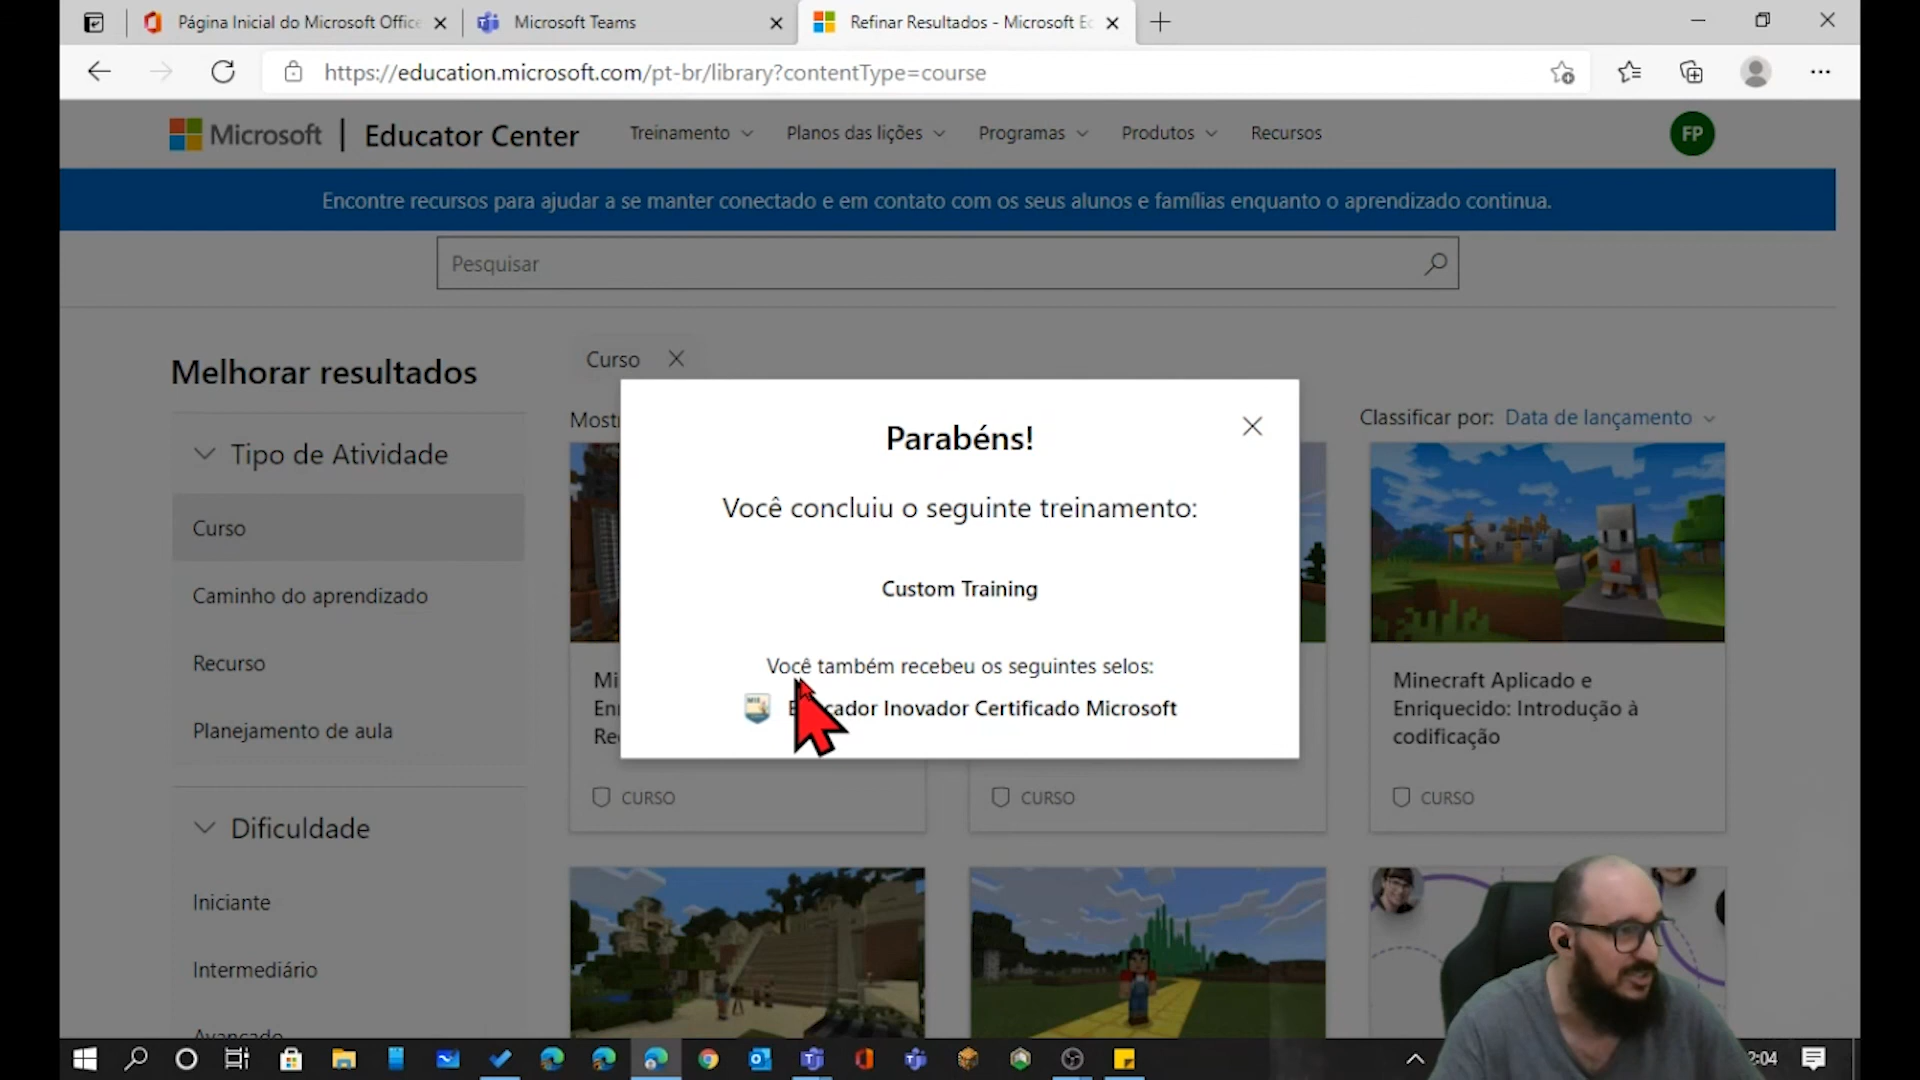 Página Inicial do Microsoft Office
Microsoft Teams
Refinar Resultados - Microsoft Ec
https://education.microsoft.com/pt-br/library?contentType=course
Microsoft | Educator Center
Treinamento
Planos das lições
Programas
Produtos
Recursos
FP
Encontre recursos para ajudar a se manter conectado e em contato com os seus alunos e famílias enquanto o aprendizado continua.
Pesquisar
Melhorar resultados
Curso
Classificar por: Data de lançamento
Tipo de Atividade
Curso
Caminho do aprendizado
Recurso
Planejamento de aula
Dificuldade
Iniciante
Intermediário
Avançado
Parabéns!
Você concluiu o seguinte treinamento:
Custom Training
Você também recebeu os seguintes selos:
Inovador Certificado Microsoft
CURSO
CURSO
Minecraft Aplicado e
Enriquecido: Introdução à
codificação
CURSO